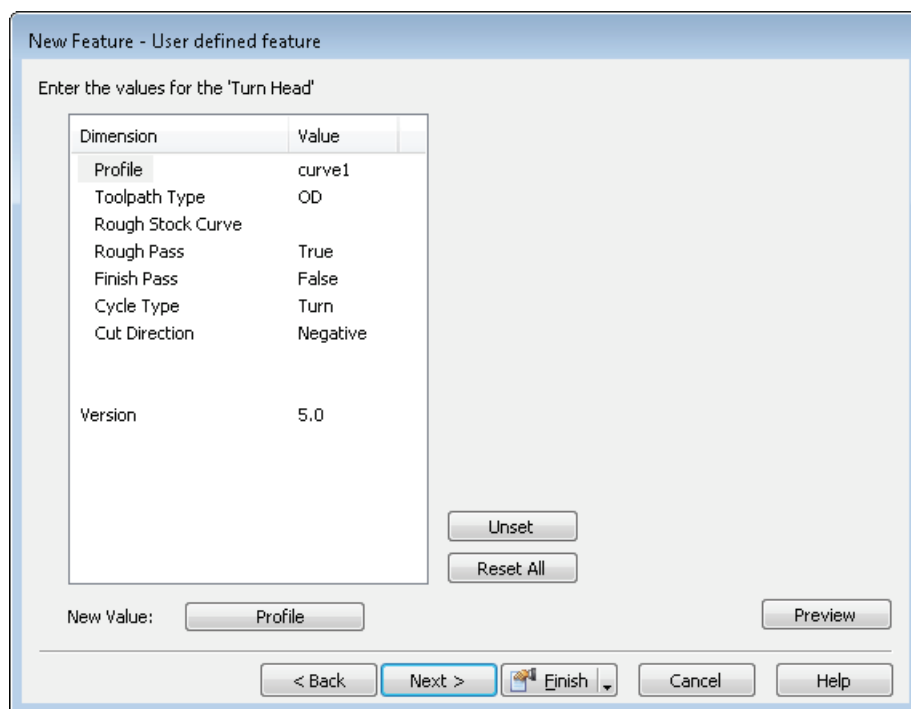 New Feature - User defined feature
Enter the values for the 'Turn Head'
Dimension Value
Profile curve1
Toolpath Type OD
Rough Stock Curve
Rough Pass True
Finish Pass False
Cycle Type Turn
Cut Direction Negative
Version 5.0
Unset
Reset All
New Value: Profile Preview
< Back Next > Finish Cancel Help